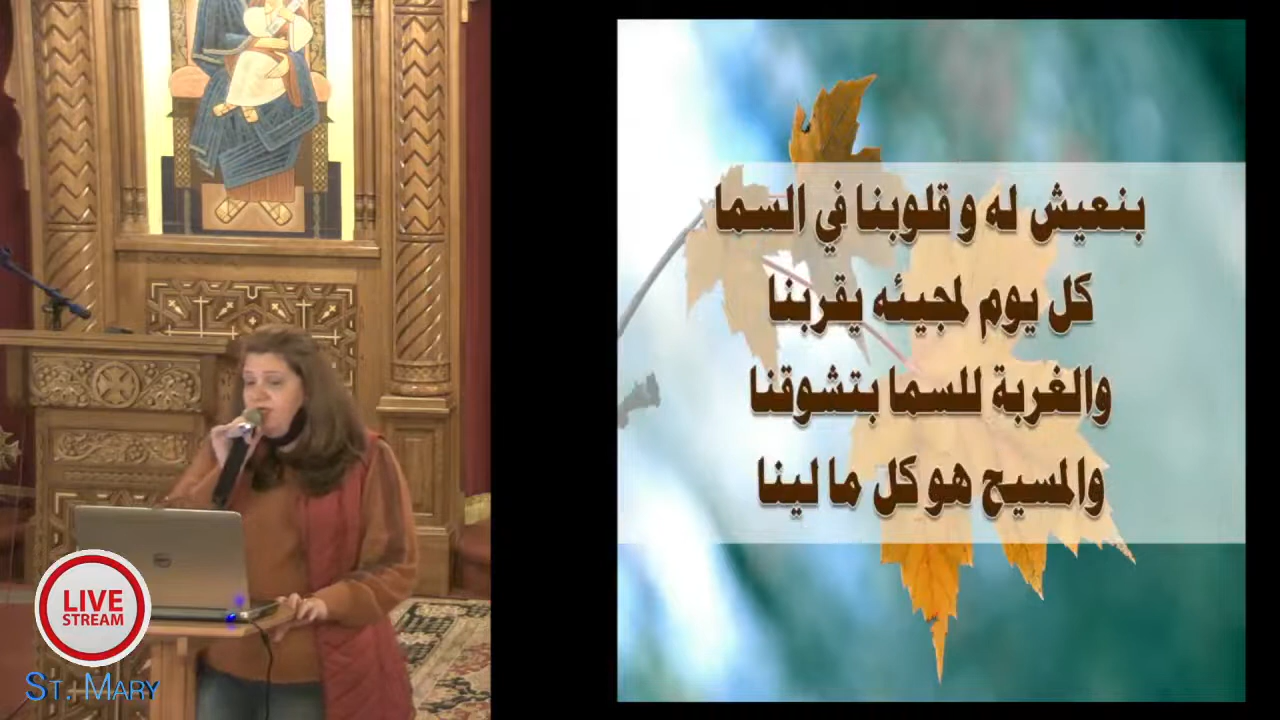 بنعيش له و قلوبنا في السما
كل يوم لمجيئه يقربنا
والغربة للسما بتشوقنا
والمسيح هو كل ما لينا
LIVE
STREAM
ST. MARY